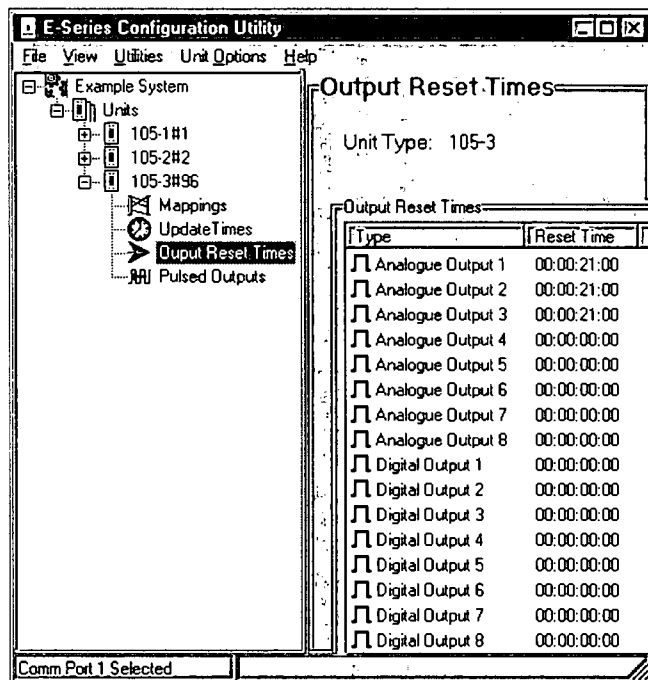 E-Series Configuration Utility
File View Utilities Unit Options Help
Example System
Units
105-1#1
105-2#2
105-3#96
Mappings
UpdateTimes
Ouput Reset Times
Pulsed Outputs
Output Reset Times
Unit Type: 105-3
Output Reset Times
Type Reset Time
Analogue Output 1 00:00:21:00
Analogue Output 2 00:00:21:00
Analogue Output 3 00:00:21:00
Analogue Output 4 00:00:00:00
Analogue Output 5 00:00:00:00
Analogue Output 6 00:00:00:00
Analogue Output 7 00:00:00:00
Analogue Output 8 00:00:00:00
Digital Output 1 00:00:00:00
Digital Output 2 00:00:00:00
Digital Output 3 00:00:00:00
Digital Output 4 00:00:00:00
Digital Output 5 00:00:00:00
Digital Output 6 00:00:00:00
Digital Output 7 00:00:00:00
Digital Output 8 00:00:00:00
Comm Port 1 Selected